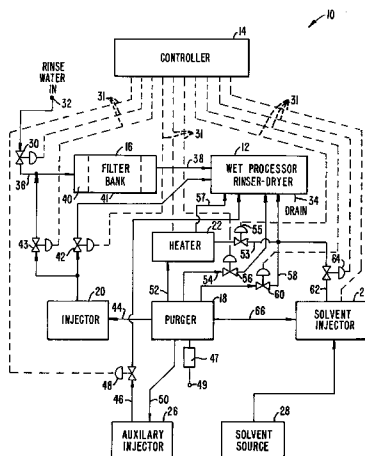 10
CONTROLLER
14
RINSE
WATER
IN
32
31
31
31
30
16
38
12
36
FILTER
BANK
WET PROCESSOR
RINSER-DRYER
40
41
57
34
DRAIN
55
22
43
42
HEATER
53
64
20
52
54
56
58
18
60
62
INJECTOR
44
PURGER
66
SOLVENT
INJECTOR
47
48
49
46
50
26
28
AUXILARY
INJECTOR
SOLVENT
SOURCE